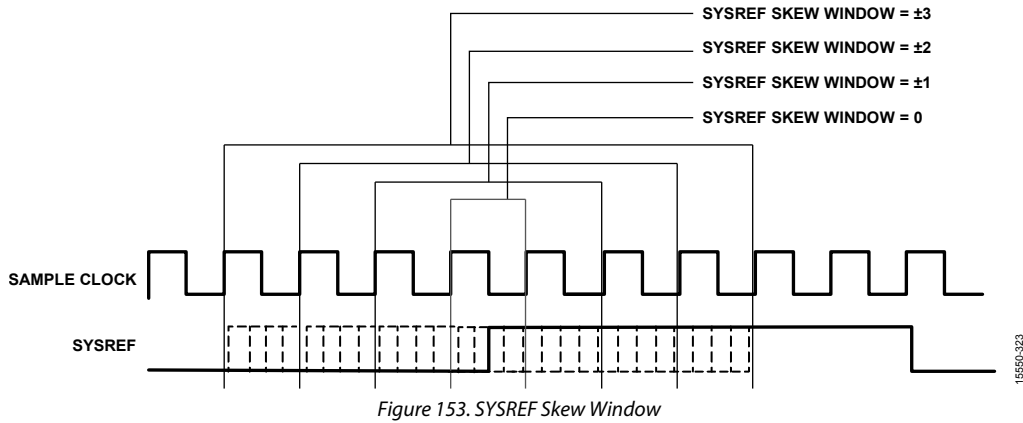 SYSREF SKEW WINDOW = ±3
SYSREF SKEW WINDOW = ±2
SYSREF SKEW WINDOW = ±1
SYSREF SKEW WINDOW = 0
SAMPLE CLOCK
SYSREF
15550-323
Figure 153. SYSREF Skew Window